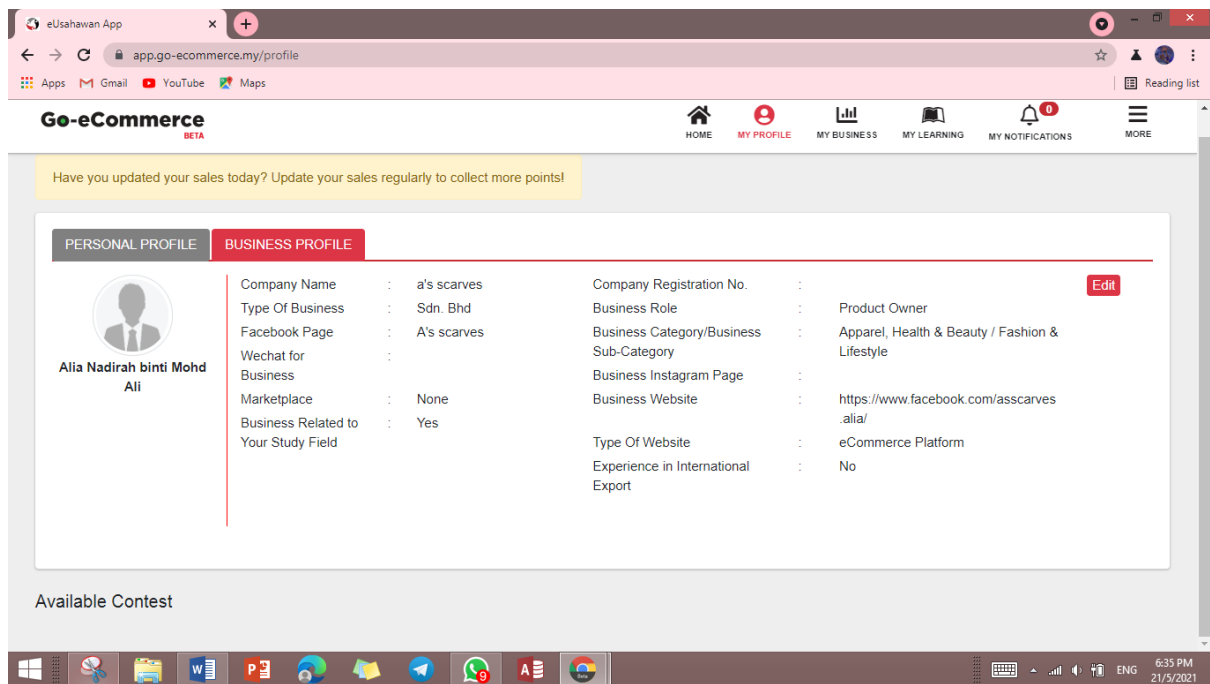 eUsahawan App
app.go-ecommerce.my/profile
Apps Gmail YouTube Maps Reading list
Go-eCommerce
BETA
HOME MY PROFILE MY BUSINESS MY LEARNING MY NOTIFICATIONS 0 MORE
Have you updated your sales today? Update your sales regularly to collect more points!
PERSONAL PROFILE BUSINESS PROFILE
Alia Nadirah binti Mohd
Ali
Company Name : a's scarves
Type Of Business : Sdn. Bhd
Facebook Page : A's scarves
Wechat for :
Business
Marketplace : None
Business Related to : Yes
Your Study Field
Company Registration No. :
Business Role : Product Owner
Business Category/Business : Apparel, Health & Beauty / Fashion &
Sub-Category Lifestyle
Business Instagram Page :
Business Website : https://www.facebook.com/asscarves
.alia/
Type Of Website : eCommerce Platform
Experience in International : No
Export
Edit
Available Contest
9
Beta
ENG
6:35 PM
21/5/2021